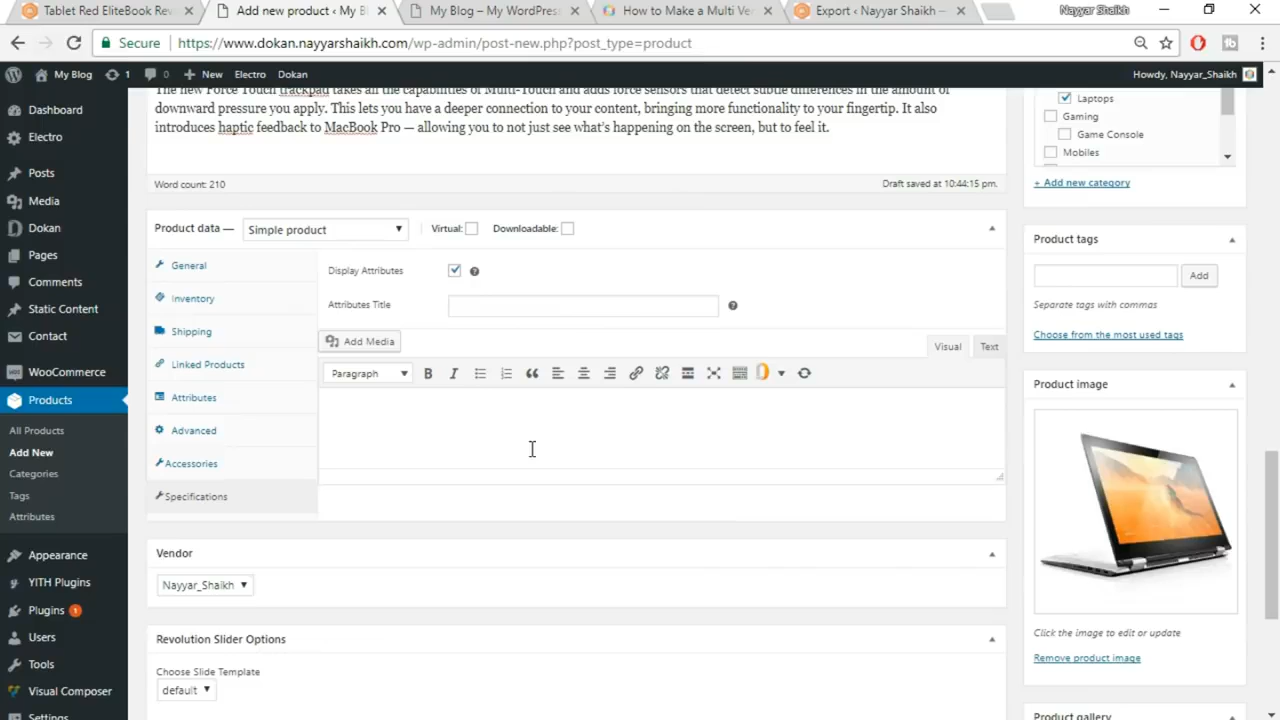 Tablet Red EliteBook Rev
Add new product ‹ My B
My Blog – My WordPress
How to Make a Multi Ve
Export ‹ Nayyar Shaikh —
Nayyar Shaikh
Secure
https://www.dokan.nayyarshaikh.com/wp-admin/post-new.php?post_type=product
My Blog
1
0
New
Electro
Dokan
Howdy, Nayyar_Shaikh
Dashboard
Electro
Posts
Media
Dokan
Pages
Comments
Static Content
Contact
WooCommerce
Products
All Products
Add New
Categories
Tags
Attributes
Appearance
YITH Plugins
Plugins 1
Users
Tools
Visual Composer
Settings
The new Force Touch trackpad takes all the capabilities of Multi-Touch and adds force sensors that detect subtle differences in the amount of
downward pressure you apply. This lets you have a deeper connection to your content, bringing more functionality to your fingertip. It also
introduces haptic feedback to MacBook Pro — allowing you to not just see what's happening on the screen, but to feel it.
Word count: 210
Draft saved at 10:44:15 pm.
Product data —
Simple product
Virtual:
Downloadable:
General
Inventory
Shipping
Linked Products
Attributes
Advanced
Accessories
Specifications
Display Attributes
Attributes Title
Add Media
Visual
Text
Paragraph
Vendor
Nayyar_Shaikh
Revolution Slider Options
Choose Slide Template
default
Laptops
Gaming
Game Console
Mobiles
+ Add new category
Product tags
Add
Separate tags with commas
Choose from the most used tags
Product image
Click the image to edit or update
Remove product image
Product gallery